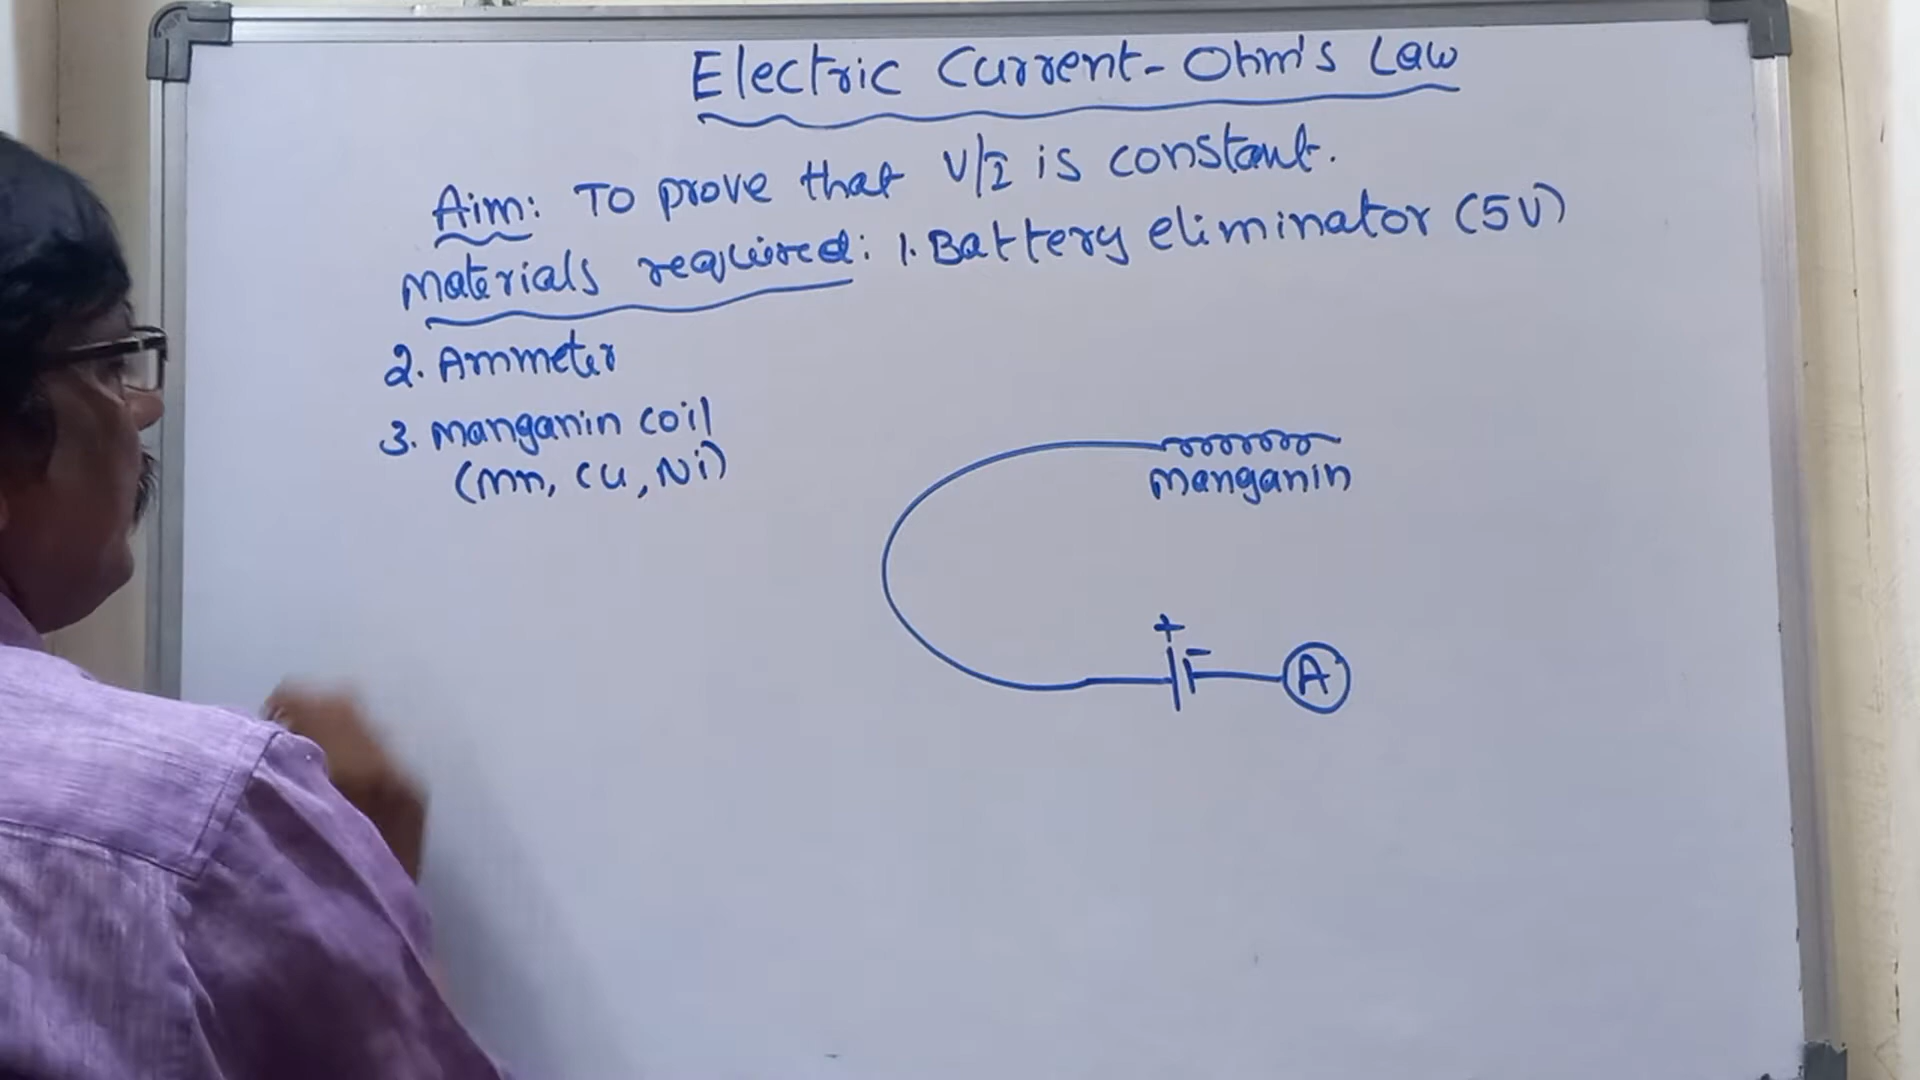 Electric Current - Ohm's Law
Aim: To prove that V/I is constant.
Materials required: 1. Battery eliminator (5V)
2. Ammeter
3. Manganin coil
(Mn, Cu, Ni)
Manganin
+
-
A